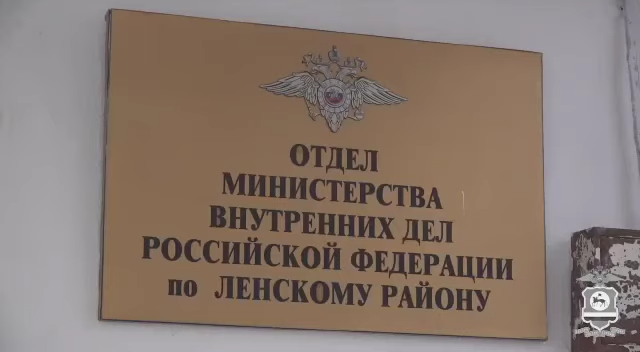 ОТДЕЛ
МИНИСТЕРСТВА
ВНУТРЕННИХ ДЕЛ
РОССИЙСКОЙ ФЕДЕРАЦИИ
по ЛЕНСКОМУ РАЙОНУ